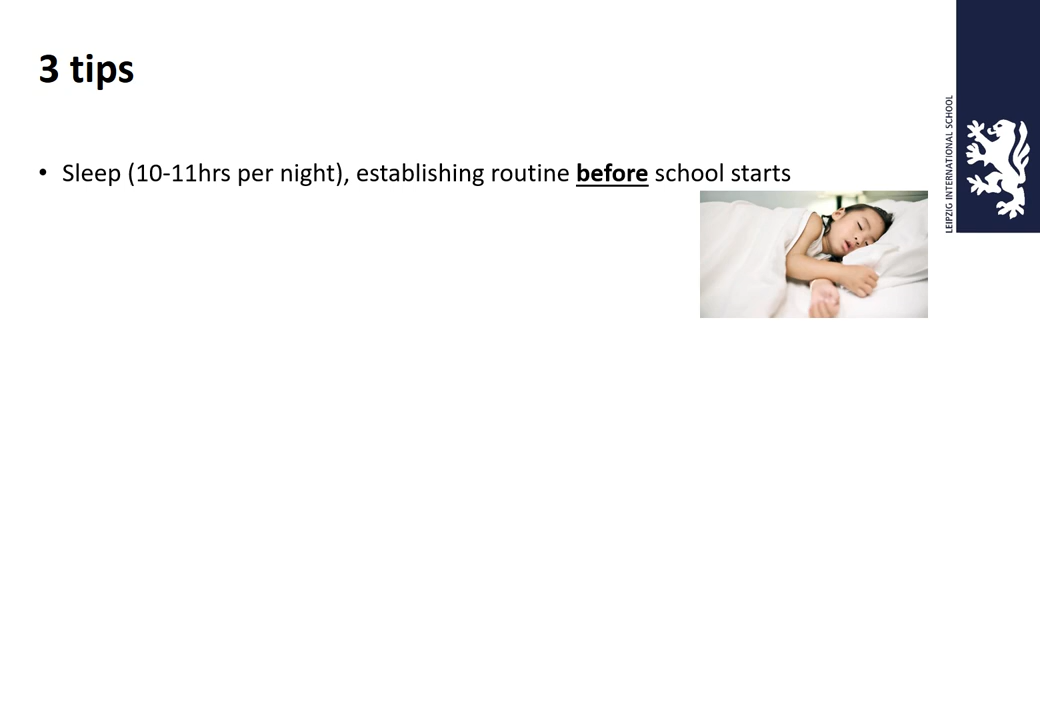 3 tips
• Sleep (10-11hrs per night), establishing routine before school starts
LEIPZIG INTERNATIONAL SCHOOL